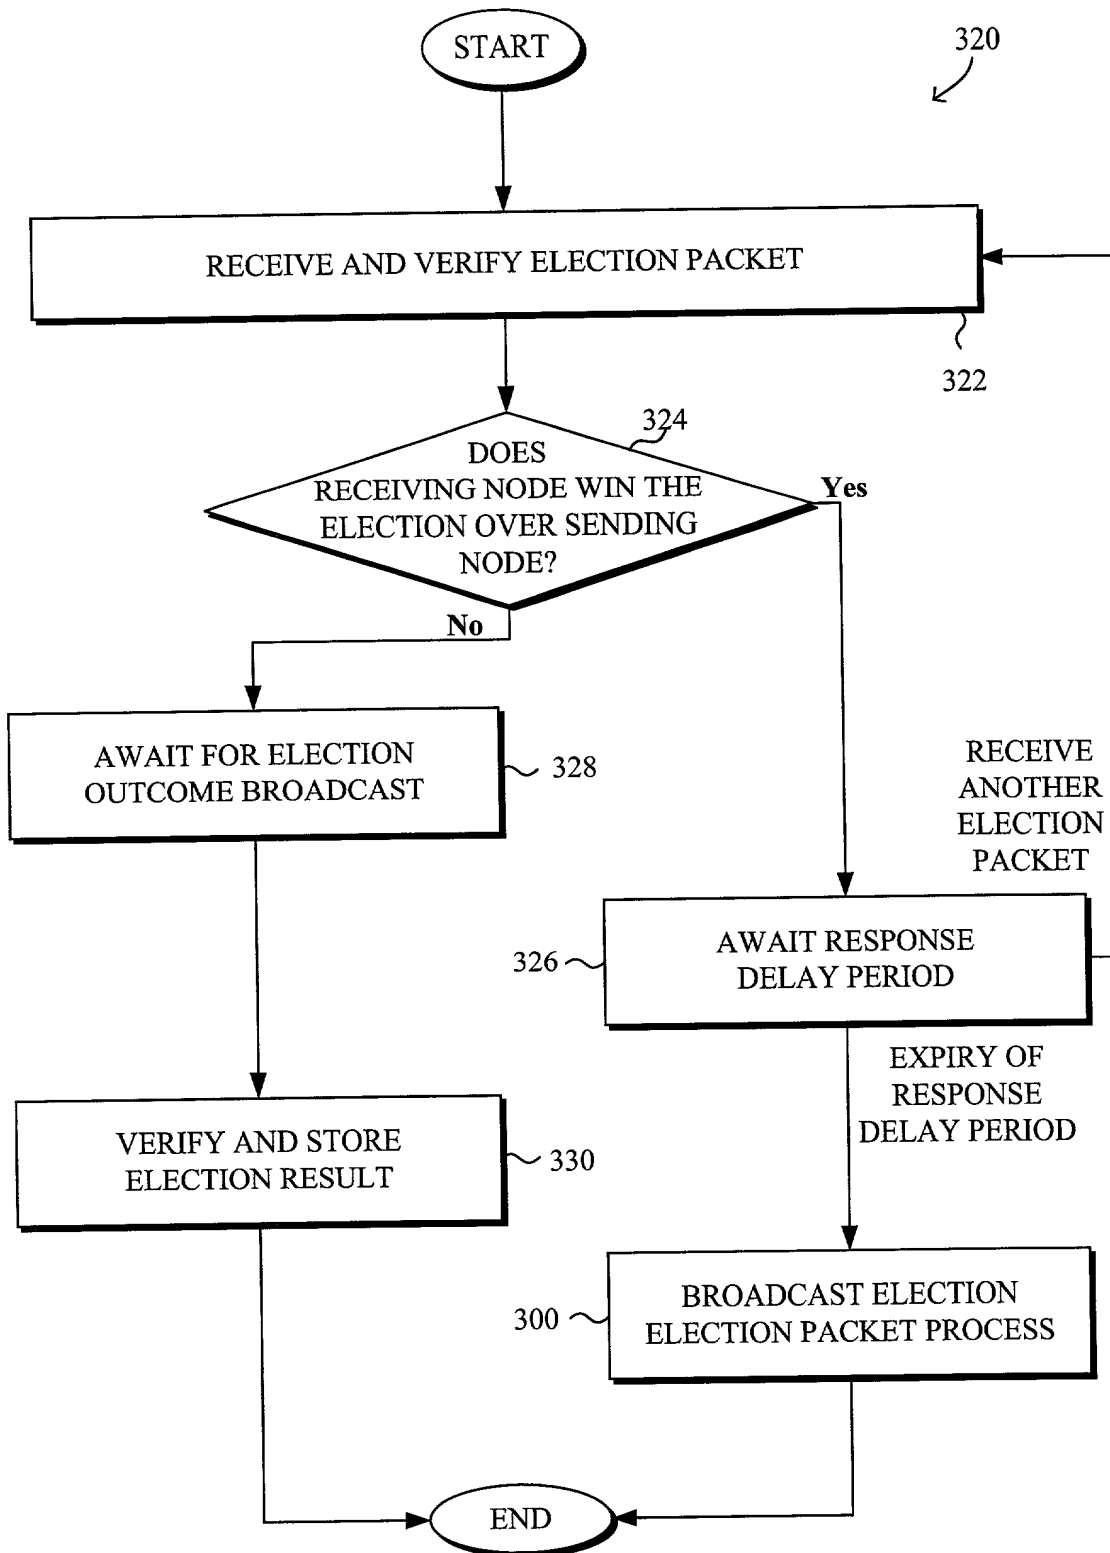 START
320
RECEIVE AND VERIFY ELECTION PACKET
322
324
DOES
RECEIVING NODE WIN THE
ELECTION OVER SENDING
NODE?
Yes
No
AWAIT FOR ELECTION
OUTCOME BROADCAST
328
RECEIVE
ANOTHER
ELECTION
PACKET
326
AWAIT RESPONSE
DELAY PERIOD
EXPIRY OF
RESPONSE
DELAY PERIOD
VERIFY AND STORE
ELECTION RESULT
330
300
BROADCAST ELECTION
ELECTION PACKET PROCESS
END